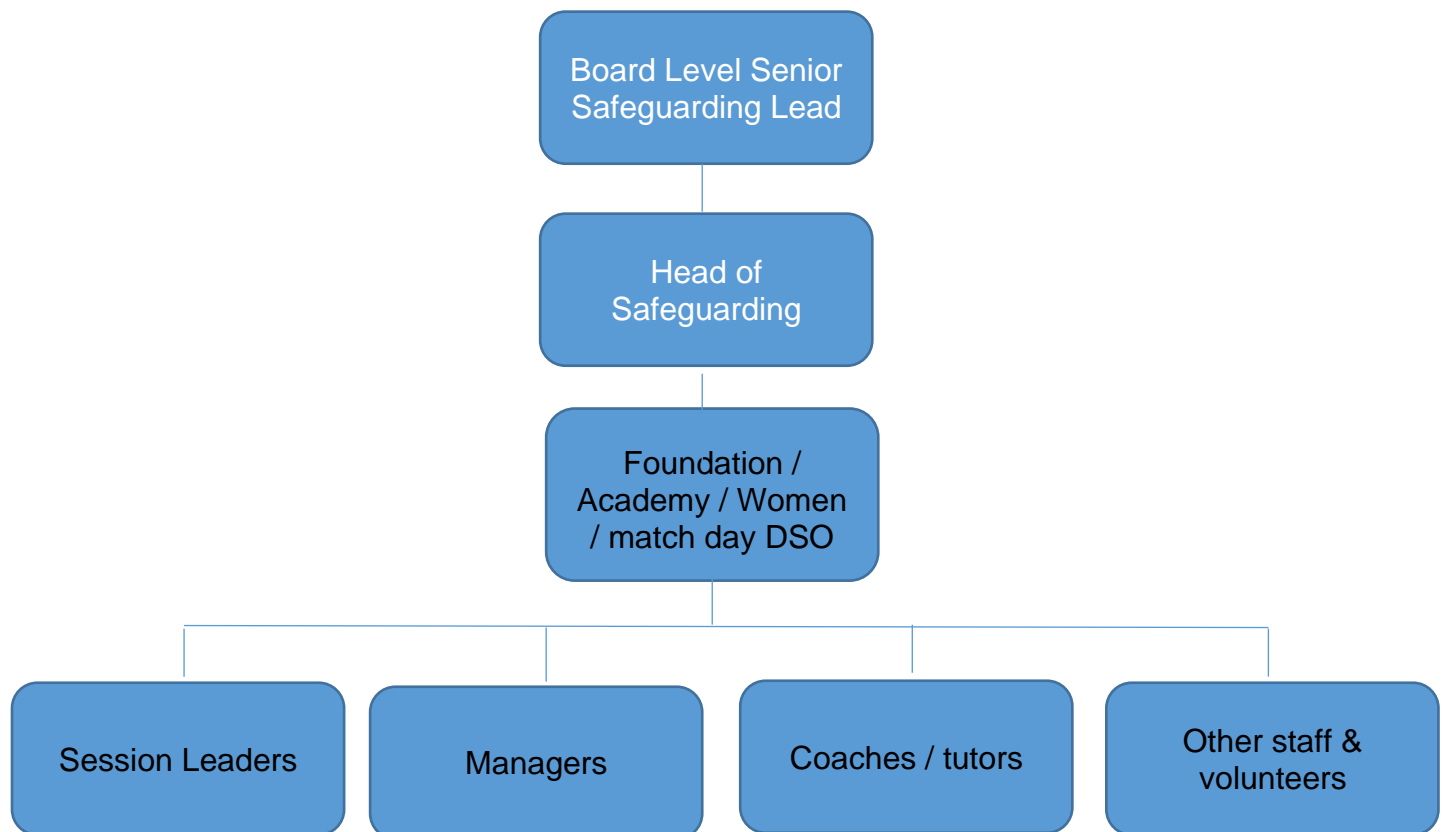 Board Level Senior
Safeguarding Lead
Head of
Safeguarding
Foundation /
Academy / Women
/ match day DSO
Session Leaders
Managers
Coaches / tutors
Other staff &
volunteers